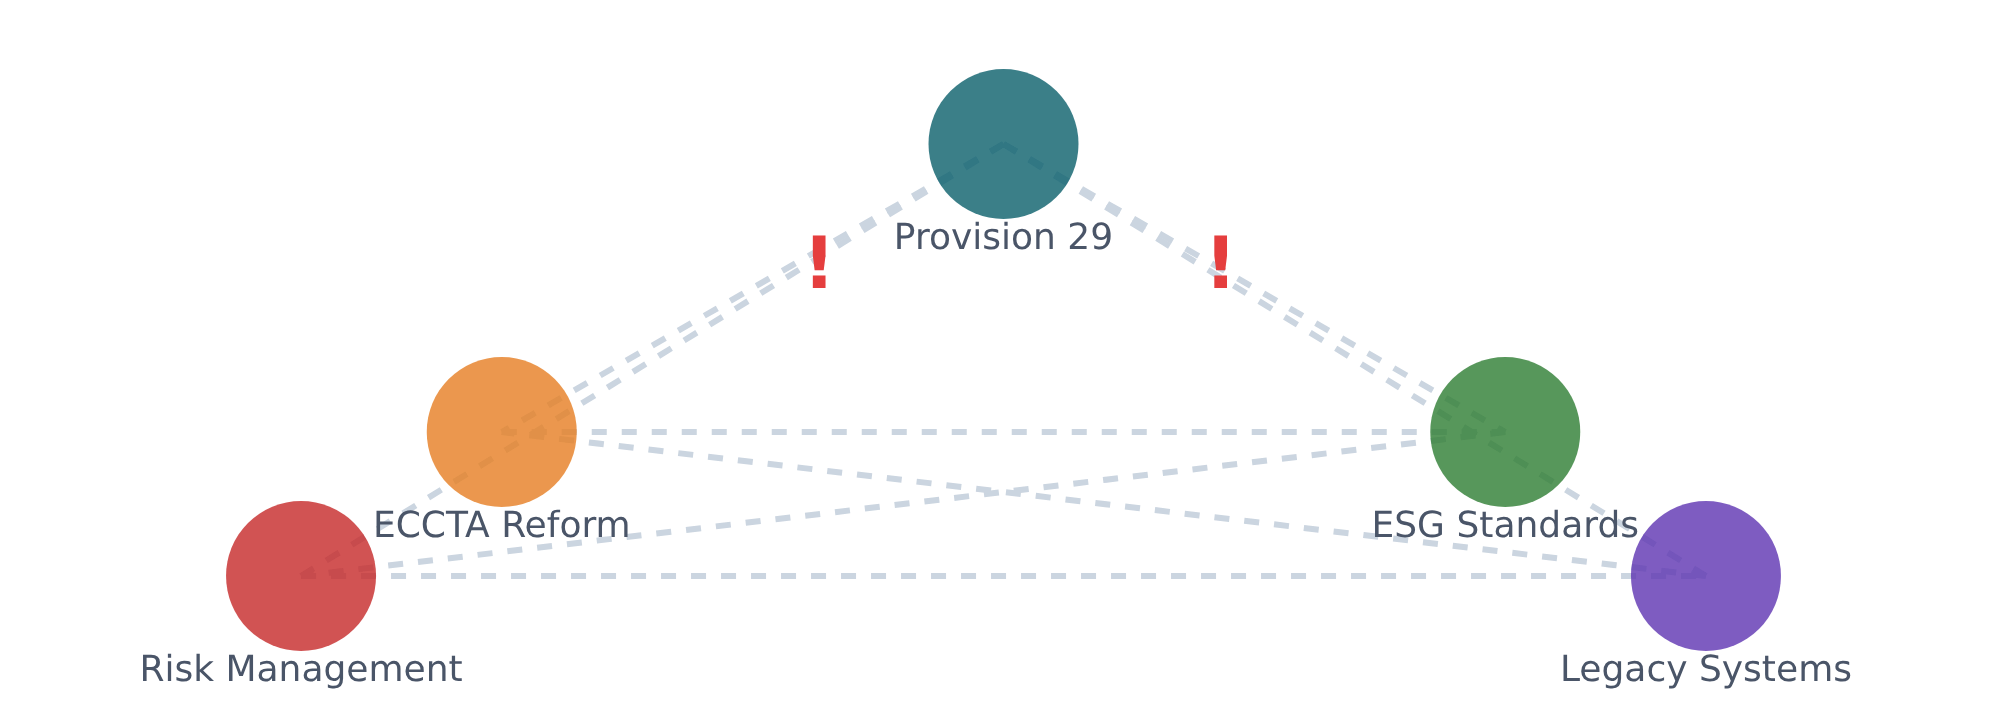 Provision 29
!
!
ECCTA Reform
ESG Standards
Risk Management
Legacy Systems